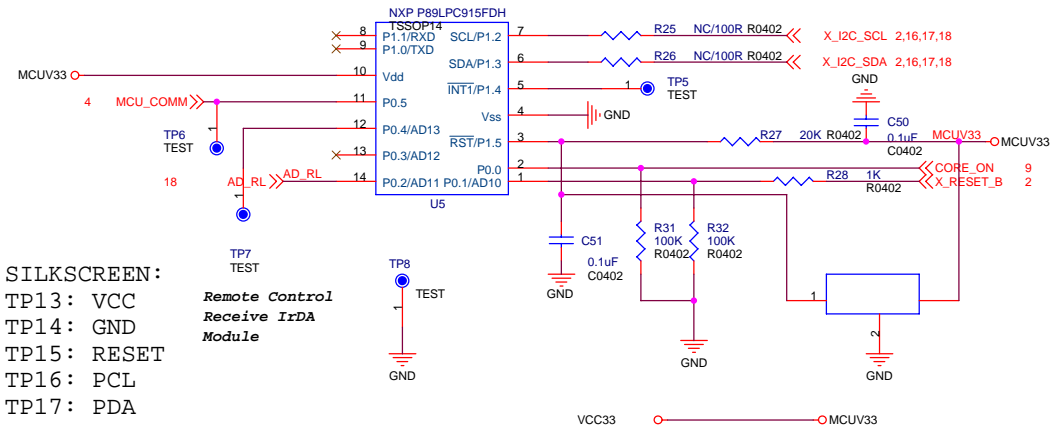 NXP P89LPC915FDH
TSSOP14
8 P1.1/RXD SCL/P1.2 7 R25 NC/100R R0402 X_I2C_SCL 2,16,17,18
9 P1.0/TXD
SDA/P1.3 6 R26 NC/100R R0402 X_I2C_SDA 2,16,17,18
MCUV33 10 Vdd
INT1/P1.4 5 1 TP5
TEST
GND
4 MCU_COMM 11 P0.5
Vss 4 GND
C50
0.1uF
C0402
TP6
TEST
1
12 P0.4/AD13
RST/P1.5 3 R27 20K R0402 MCUV33 MCUV33
13 P0.3/AD12
P0.0 2 CORE_ON 9
18 AD_RL AD_RL 14 P0.2/AD11 P0.1/AD10 1 R28 1K
R0402
X_RESET_B 2
U5
1
TP7
TEST
C51
0.1uF
C0402
GND
R31
100K
R0402
R32
100K
R0402
GND
1
2
GND
TP8
TEST
1
GND
SILKSCREEN:
TP13: VCC
TP14: GND
TP15: RESET
TP16: PCL
TP17: PDA
Remote Control
Receive IrDA
Module
VCC33 MCUV33